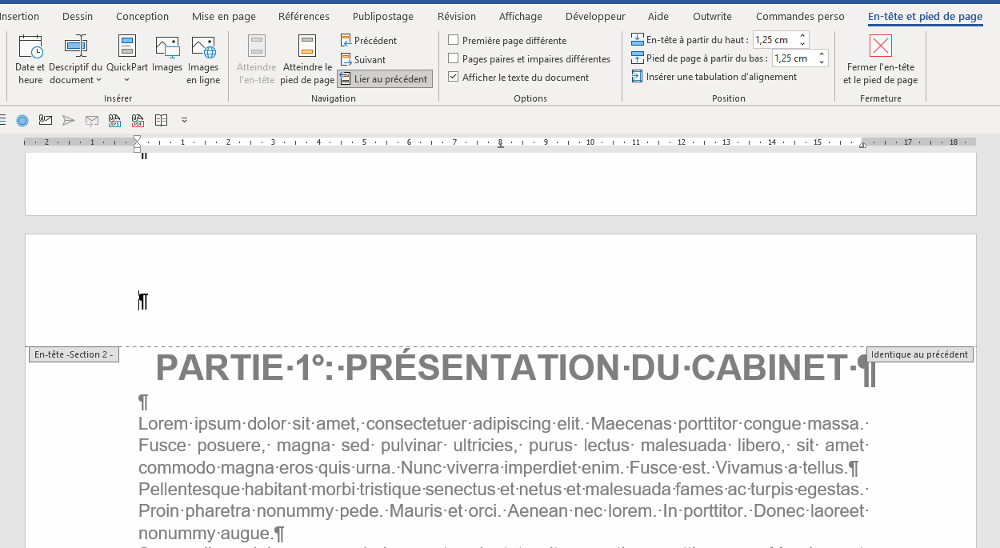 nsertion Dessin Conception Mise en page Références Publipostage Révision Affichage Développeur Aide Outwrite Commandes perso En-tête et pied de page
Date et heure
Descriptif du document
QuickPart
Images
Images en ligne
Insérer
Atteindre l'en-tête
Atteindre le pied de page
Précédent
Suivant
Lier au précédent
Navigation
Première page différente
Pages paires et impaires différentes
Afficher le texte du document
Options
En-tête à partir du haut : 1,25 cm
Pied de page à partir du bas : 1,25 cm
Insérer une tabulation d'alignement
Position
Fermer l'en-tête et le pied de page
Fermeture
XPS PDF
2 1 1 2 3 4 5 6 7 8 9 10 11 12 13 14 15 17 18
¶
¶
En-tête -Section 2 -
Identique au précédent
PARTIE·1°:·PRÉSENTATION·DU·CABINET·¶
¶
Lorem·ipsum·dolor·sit·amet,·consectetuer·adipiscing·elit.·Maecenas·porttitor·congue·massa.·
Fusce·posuere,·magna·sed·pulvinar·ultricies,·purus·lectus·malesuada·libero,·sit·amet·
commodo·magna·eros·quis·urna.·Nunc·viverra·imperdiet·enim.·Fusce·est.·Vivamus·a·tellus.¶
Pellentesque·habitant·morbi·tristique·senectus·et·netus·et·malesuada·fames·ac·turpis·egestas.·
Proin·pharetra·nonummy·pede.·Mauris·et·orci.·Aenean·nec·lorem.·In·porttitor.·Donec·laoreet·
nonummy·augue.¶